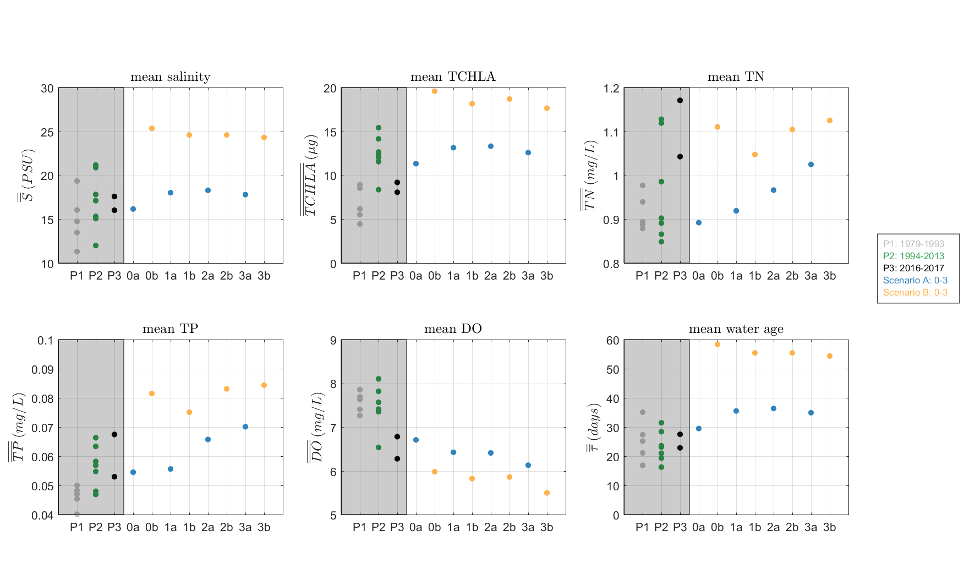 mean salinity
30
25
20
15
10
S (PSU)
P1 P2 P3 0a 0b 1a 1b 2a 2b 3a 3b
mean TCHLA
20
15
10
5
0
TCHLA (μg)
P1 P2 P3 0a 0b 1a 1b 2a 2b 3a 3b
mean TN
1.2
1.1
1
0.9
0.8
TN (mg/L)
P1 P2 P3 0a 0b 1a 1b 2a 2b 3a 3b
P1: 1979-1993
P2: 1994-2013
P3: 2016-2017
Scenario A: 0-3
Scenario B: 0-3
mean TP
0.1
0.09
0.08
0.07
0.06
0.05
0.04
TP (mg/L)
P1 P2 P3 0a 0b 1a 1b 2a 2b 3a 3b
mean DO
9
8
7
6
5
DO (mg/L)
P1 P2 P3 0a 0b 1a 1b 2a 2b 3a 3b
mean water age
60
50
40
30
20
10
0
τ (days)
P1 P2 P3 0a 0b 1a 1b 2a 2b 3a 3b